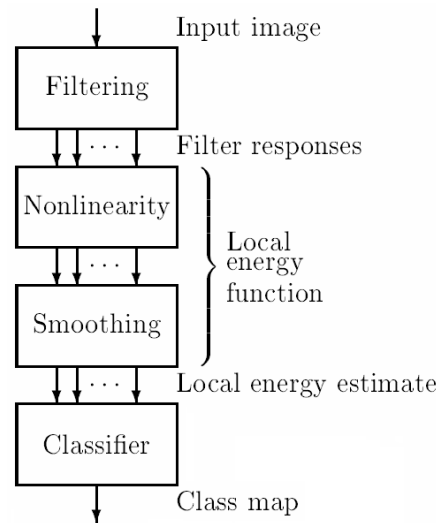 Input image
Filtering
...
Filter responses
Nonlinearity
...
Local
energy
function
Smoothing
...
Local energy estimate
Classifier
Class map